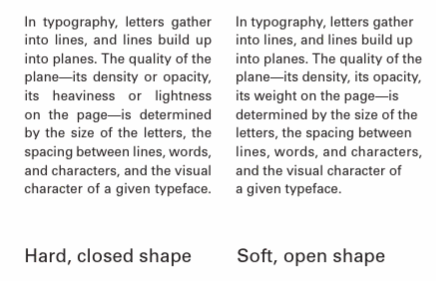 In typography, letters gather
into lines, and lines build up
into planes. The quality of the
plane—its density or opacity,
its heaviness or lightness
on the page—is determined
by the size of the letters, the
spacing between lines, words,
and characters, and the visual
character of a given typeface.
Hard, closed shape
In typography, letters gather
into lines, and lines build up
into planes. The quality of the
plane—its density, its opacity,
its weight on the page—is
determined by the size of the
letters, the spacing between
lines, words, and characters,
and the visual character of
a given typeface.
Soft, open shape